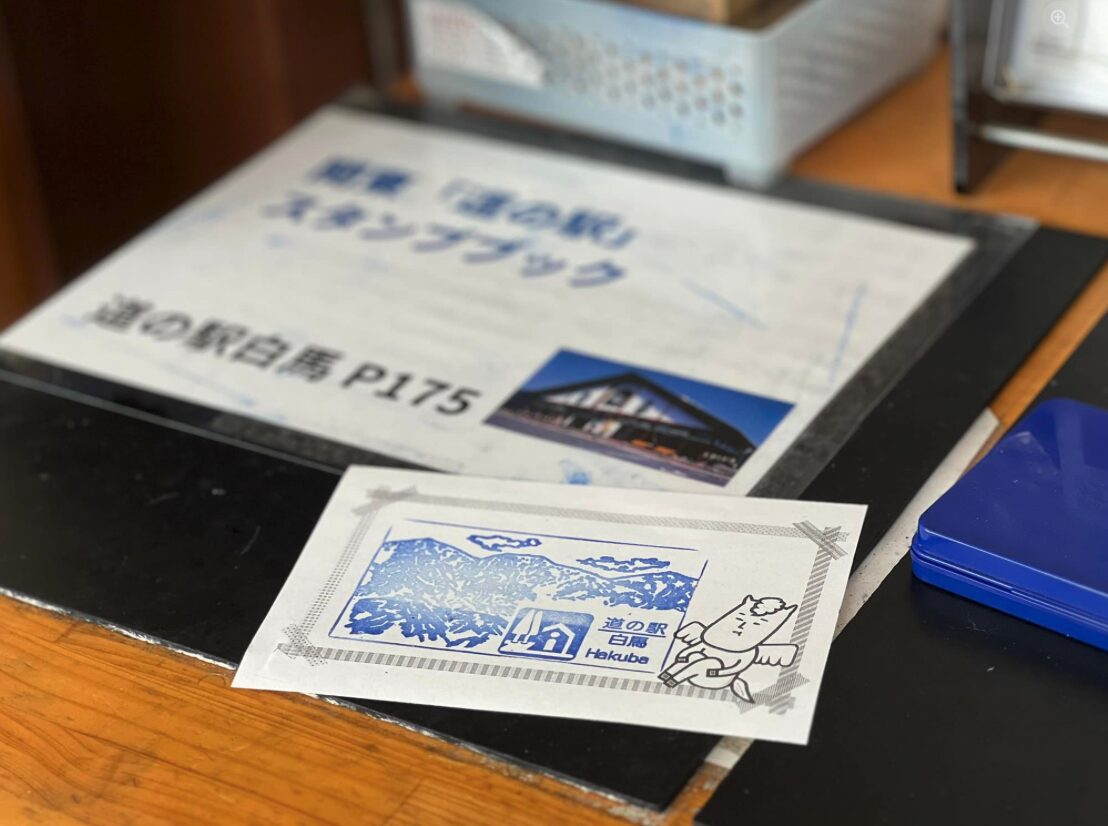 関東「道の駅」
スタンプブック
道の駅白馬 P175
道の駅
白馬
Hakuba